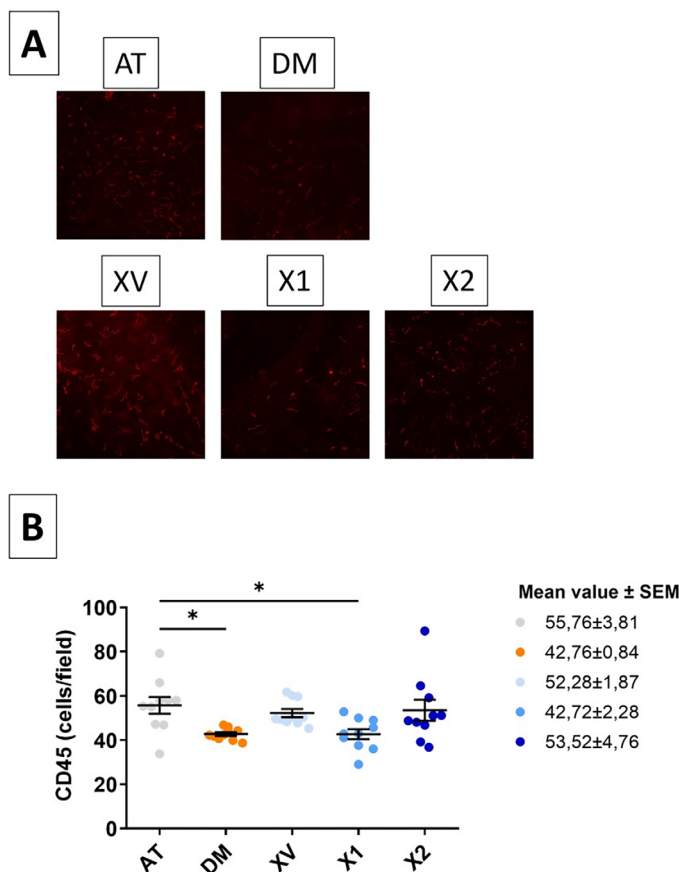 A
AT
DM
XV
X1
X2
B
*
*
Mean value ± SEM
55,76±3,81
42,76±0,84
52,28±1,87
42,72±2,28
53,52±4,76
CD45 (cells/field)
100
80
60
40
20
0
AT
DM
XV
X1
X2